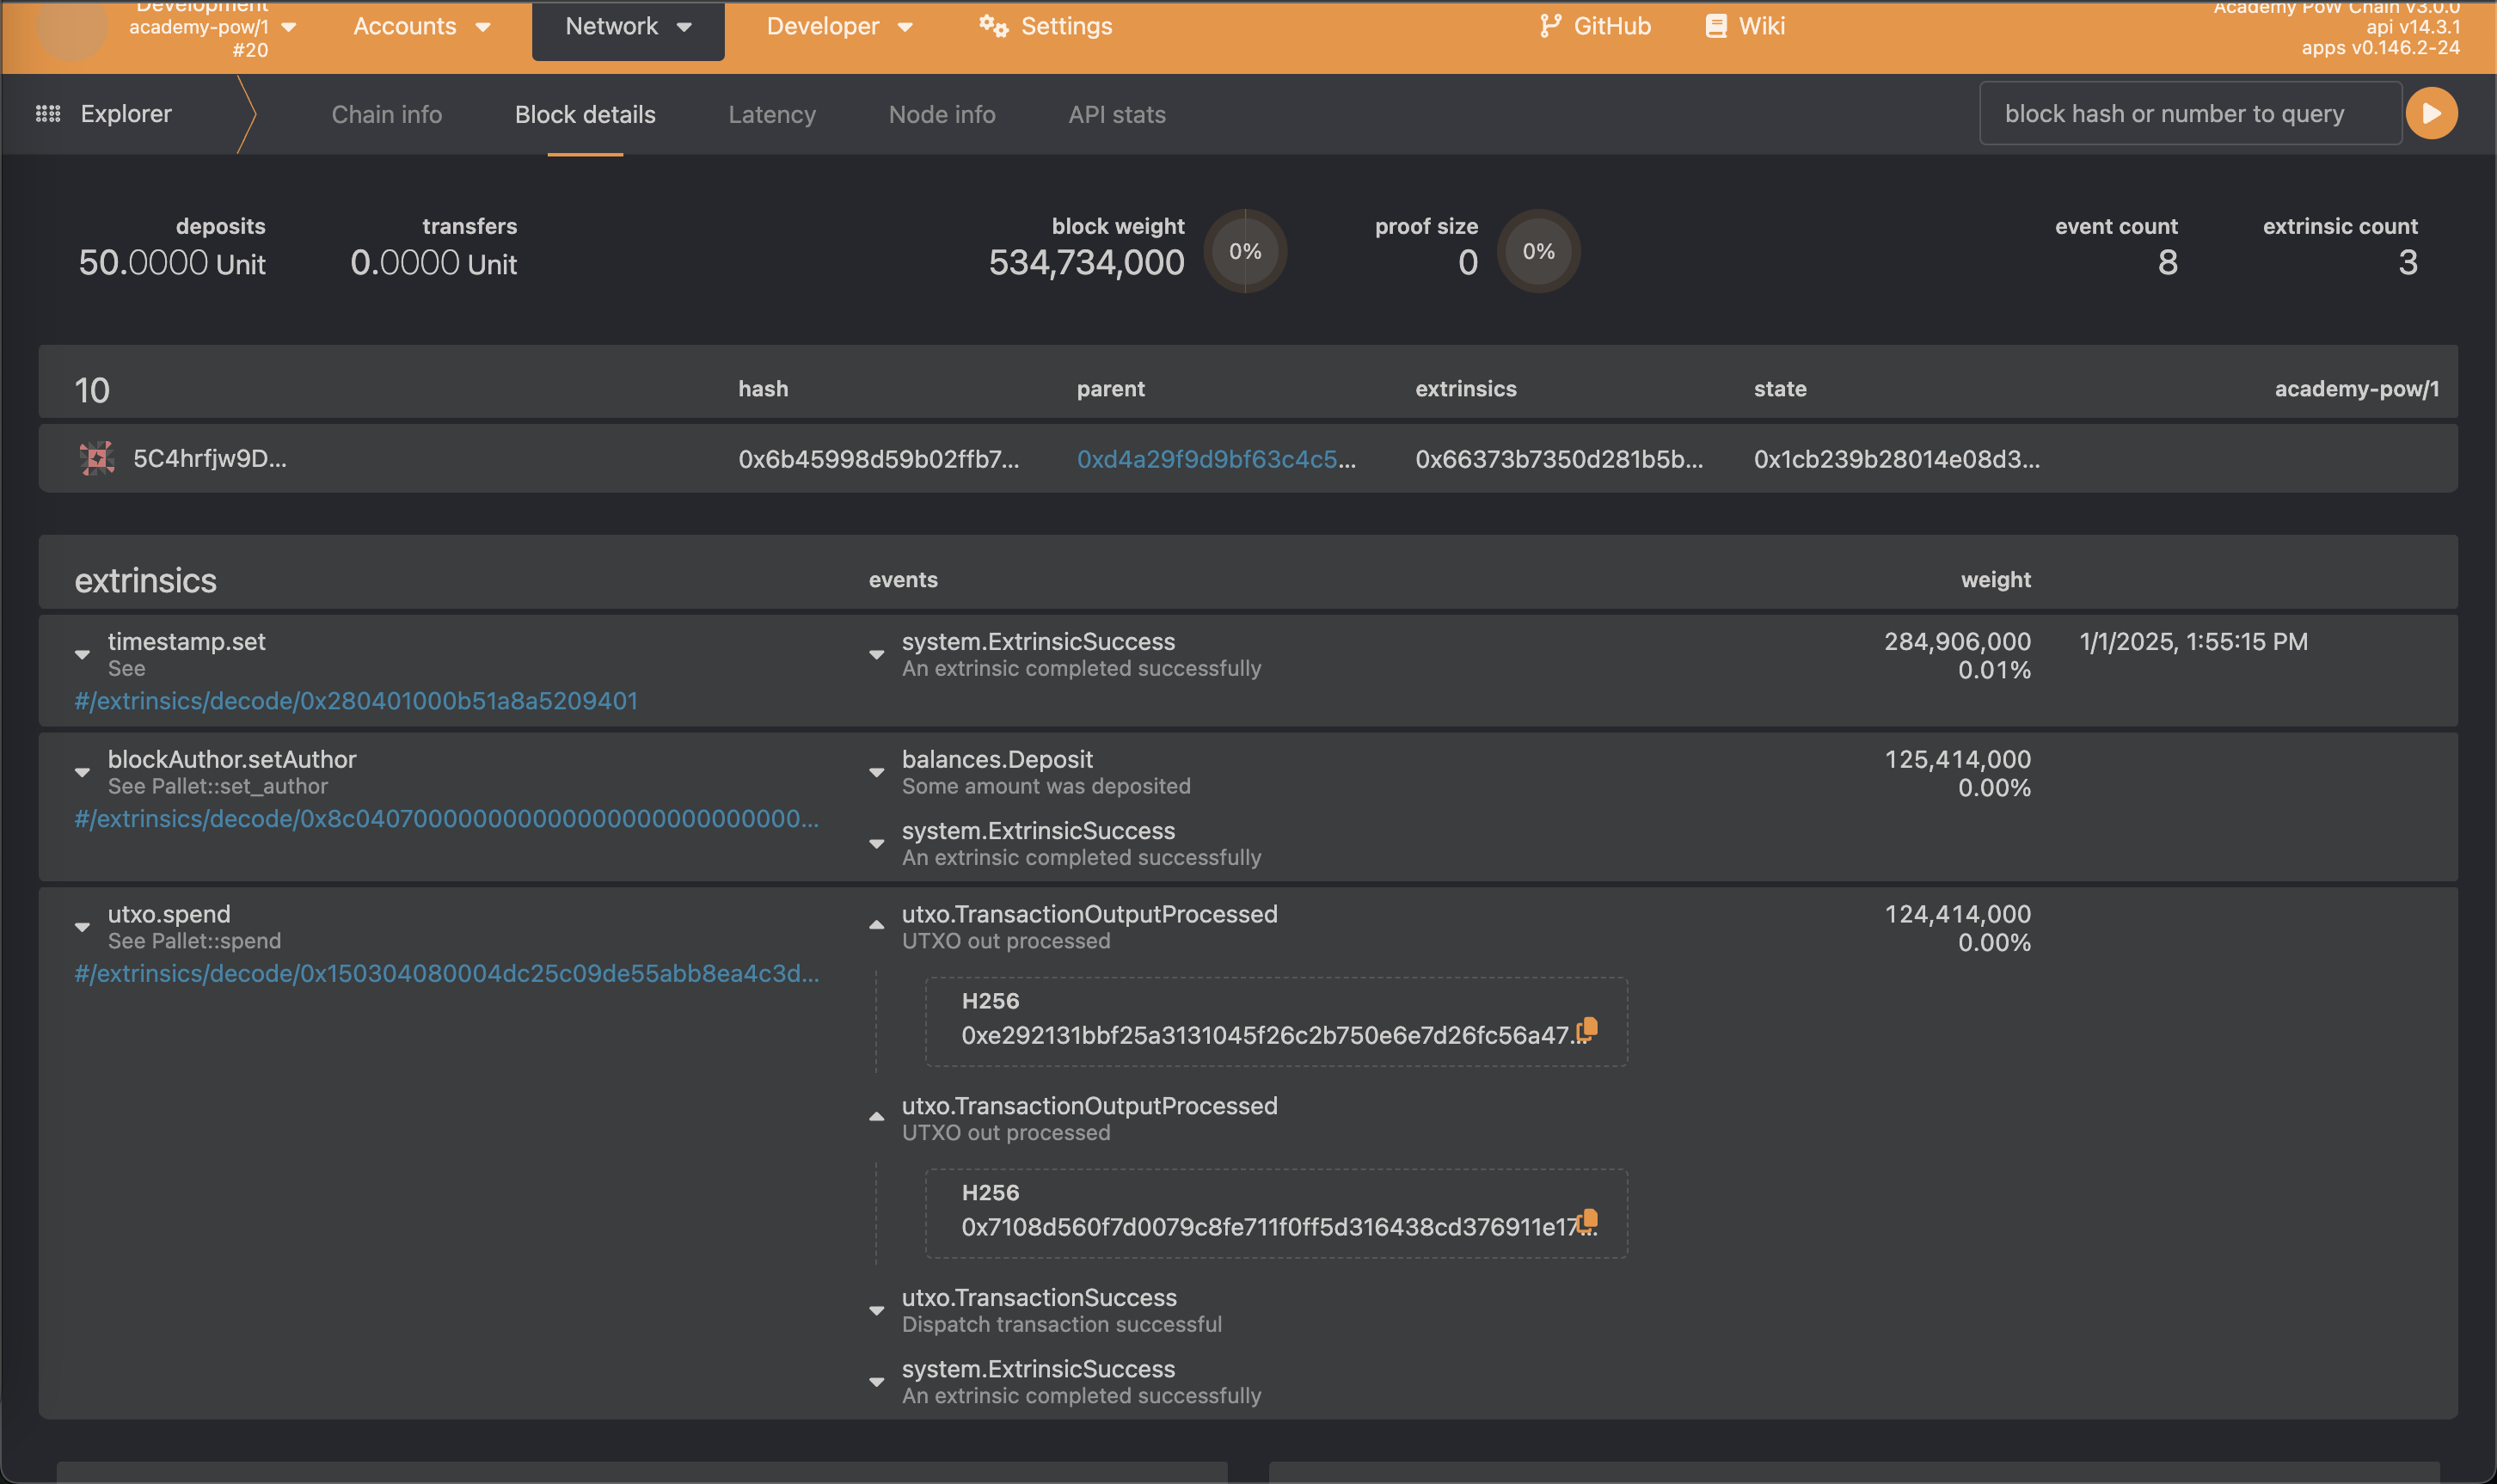 Development
academy-pow/1
#20
Accounts
Network
Developer
Settings
GitHub
Wiki
Academy PoW Chain v3.0.0
api v14.3.1
apps v0.146.2-24
Explorer
Chain info
Block details
Latency
Node info
API stats
block hash or number to query
deposits
50.0000 Unit
transfers
0.0000 Unit
block weight
534,734,000
0%
proof size
0
0%
event count
8
extrinsic count
3
10 hash parent extrinsics state academy-pow/1
5C4hrfjw9D... 0x6b45998d59b02ffb7... 0xd4a29f9d9bf63c4c5... 0x66373b7350d281b5b... 0x1cb239b28014e08d3...
extrinsics events weight
timestamp.set
See
#/extrinsics/decode/0x280401000b51a8a5209401
system.ExtrinsicSuccess
An extrinsic completed successfully
284,906,000
0.01%
1/1/2025, 1:55:15 PM
blockAuthor.setAuthor
See Pallet::set_author
#/extrinsics/decode/0x8c0407000000000000000000000000...
balances.Deposit
Some amount was deposited
system.ExtrinsicSuccess
An extrinsic completed successfully
125,414,000
0.00%
utxo.spend
See Pallet::spend
#/extrinsics/decode/0x150304080004dc25c09de55abb8ea4c3d...
utxo.TransactionOutputProcessed
UTXO out processed
H256
0xe292131bbf25a3131045f26c2b750e6e7d26fc56a47...
utxo.TransactionOutputProcessed
UTXO out processed
H256
0x7108d560f7d0079c8fe711f0ff5d316438cd376911e17...
utxo.TransactionSuccess
Dispatch transaction successful
system.ExtrinsicSuccess
An extrinsic completed successfully
124,414,000
0.00%